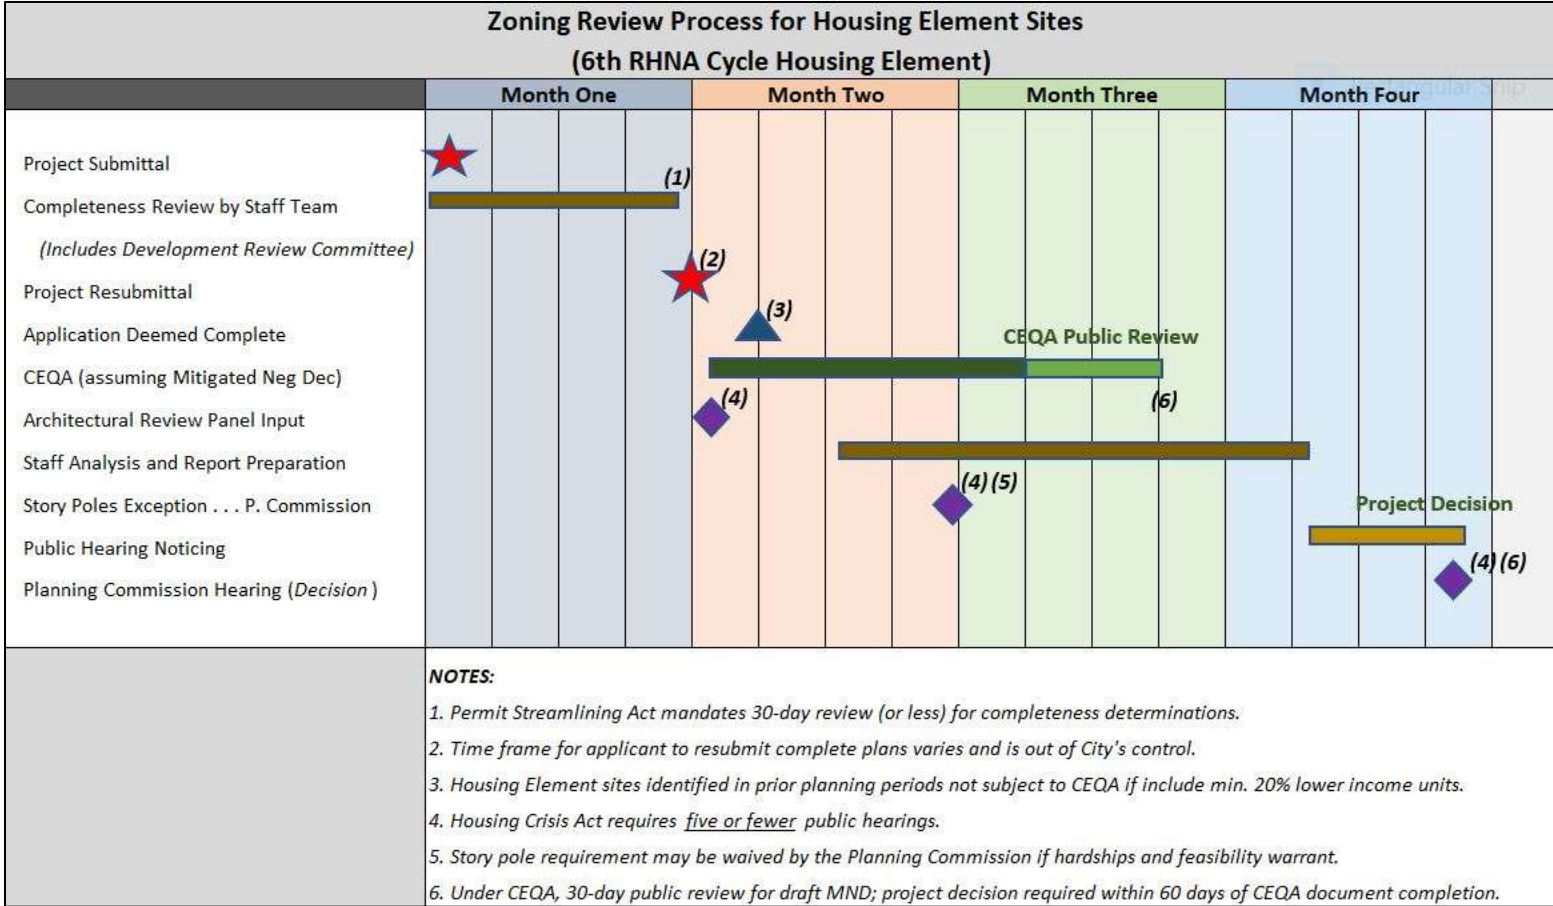 Zoning Review Process for Housing Element Sites
(6th RHNA Cycle Housing Element)
Month One Month Two Month Three Month Four
Rectangular Snip
Project Submittal
(1)
Completeness Review by Staff Team
(Includes Development Review Committee)
(2)
Project Resubmittal
(3)
Application Deemed Complete
CEQA Public Review
CEQA (assuming Mitigated Neg Dec)
(4)
(6)
Architectural Review Panel Input
Staff Analysis and Report Preparation
(4) (5)
Story Poles Exception . . . P. Commission
Project Decision
Public Hearing Noticing
(4) (6)
Planning Commission Hearing (Decision)
NOTES:
1. Permit Streamlining Act mandates 30-day review (or less) for completeness determinations.
2. Time frame for applicant to resubmit complete plans varies and is out of City's control.
3. Housing Element sites identified in prior planning periods not subject to CEQA if include min. 20% lower income units.
4. Housing Crisis Act requires five or fewer public hearings.
5. Story pole requirement may be waived by the Planning Commission if hardships and feasibility warrant.
6. Under CEQA, 30-day public review for draft MND; project decision required within 60 days of CEQA document completion.